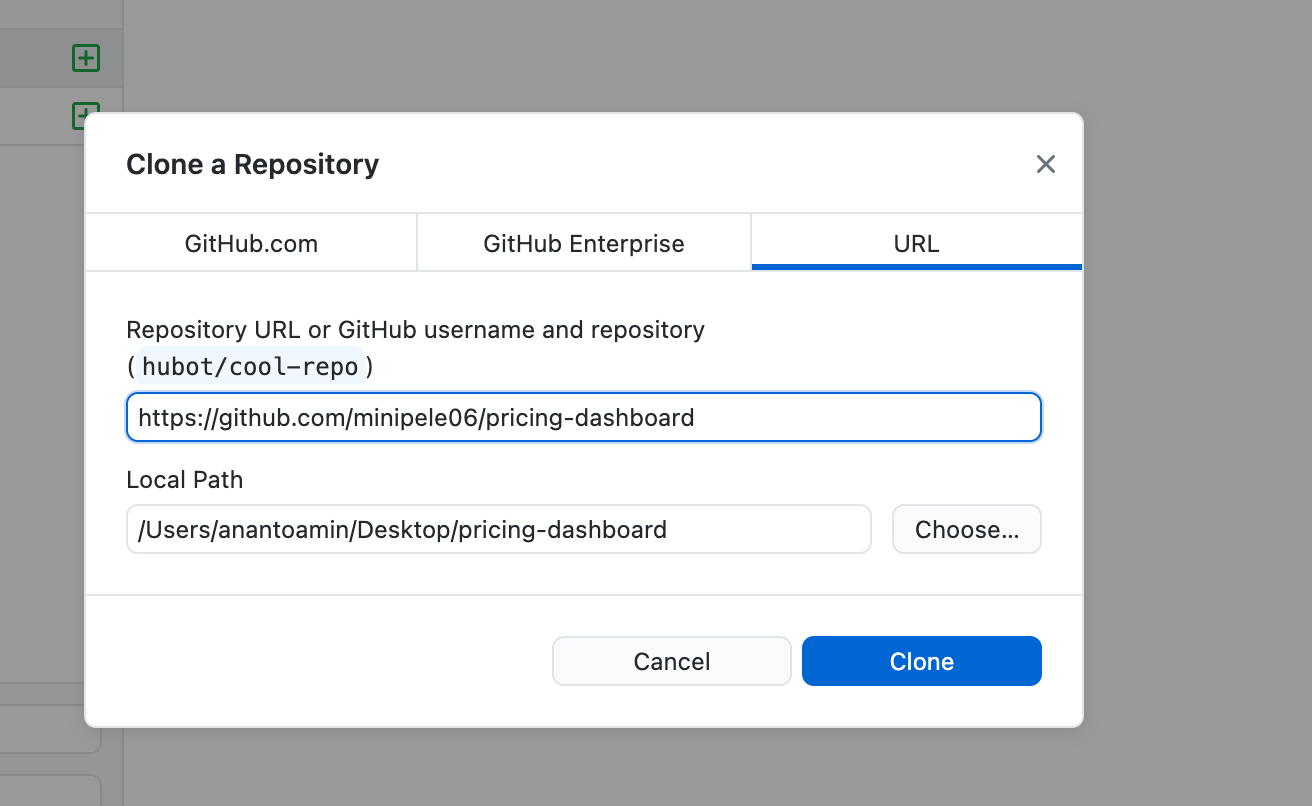 Clone a Repository
GitHub.com
GitHub Enterprise
URL
Repository URL or GitHub username and repository
(hubot/cool-repo)
https://github.com/minipele06/pricing-dashboard
Local Path
/Users/anantoamin/Desktop/pricing-dashboard
Choose...
Cancel
Clone